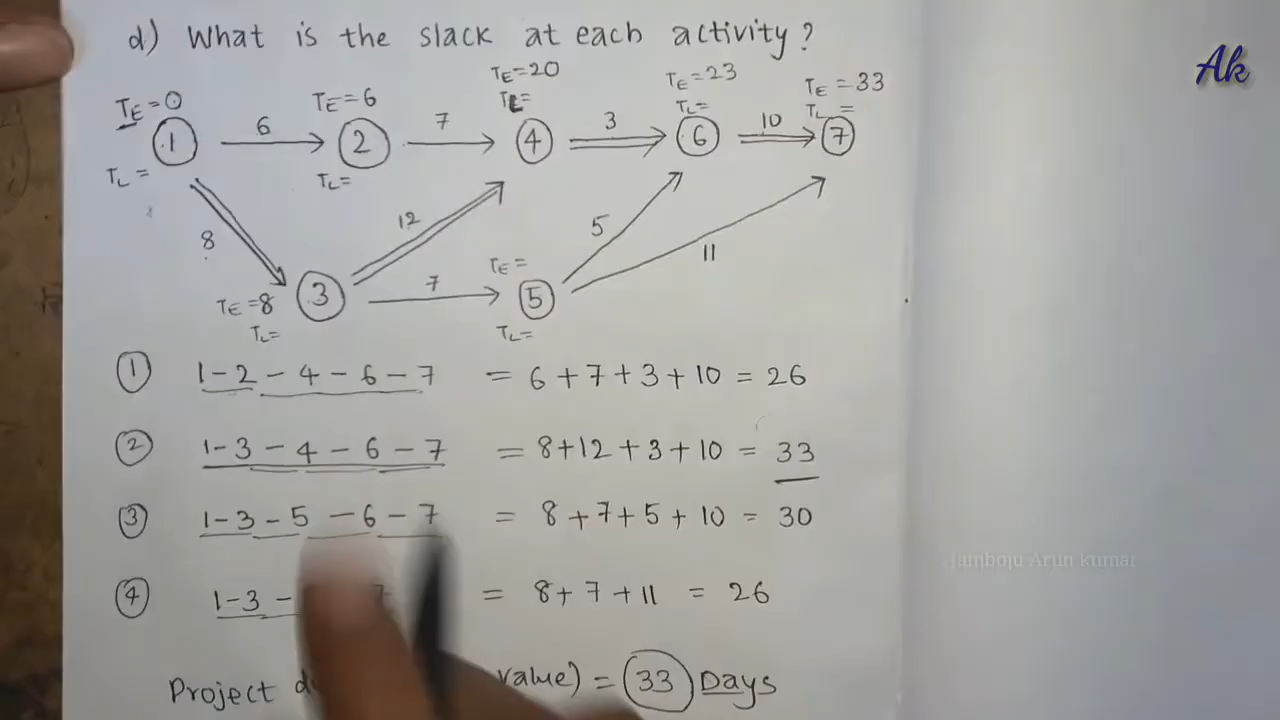 d) What is the slack at each activity?
Ak
TE=0
TE=6
TE=20
TL=
TE=23
TL=
TE=33
TL=
1
6
2
7
4
3
6
10
7
TL=
TL=
8
12
5
11
TE=8
TL=
3
7
TE=
5
TL=
① 1-2-4-6-7 = 6+7+3+10 = 26
② 1-3-4-6-7 = 8+12+3+10 = 33
③ 1-3-5-6-7 = 8+7+5+10 = 30
Jamboju Arun kumar
④ 1-3- = 8+7+11 = 26
Project value) = 33 Days